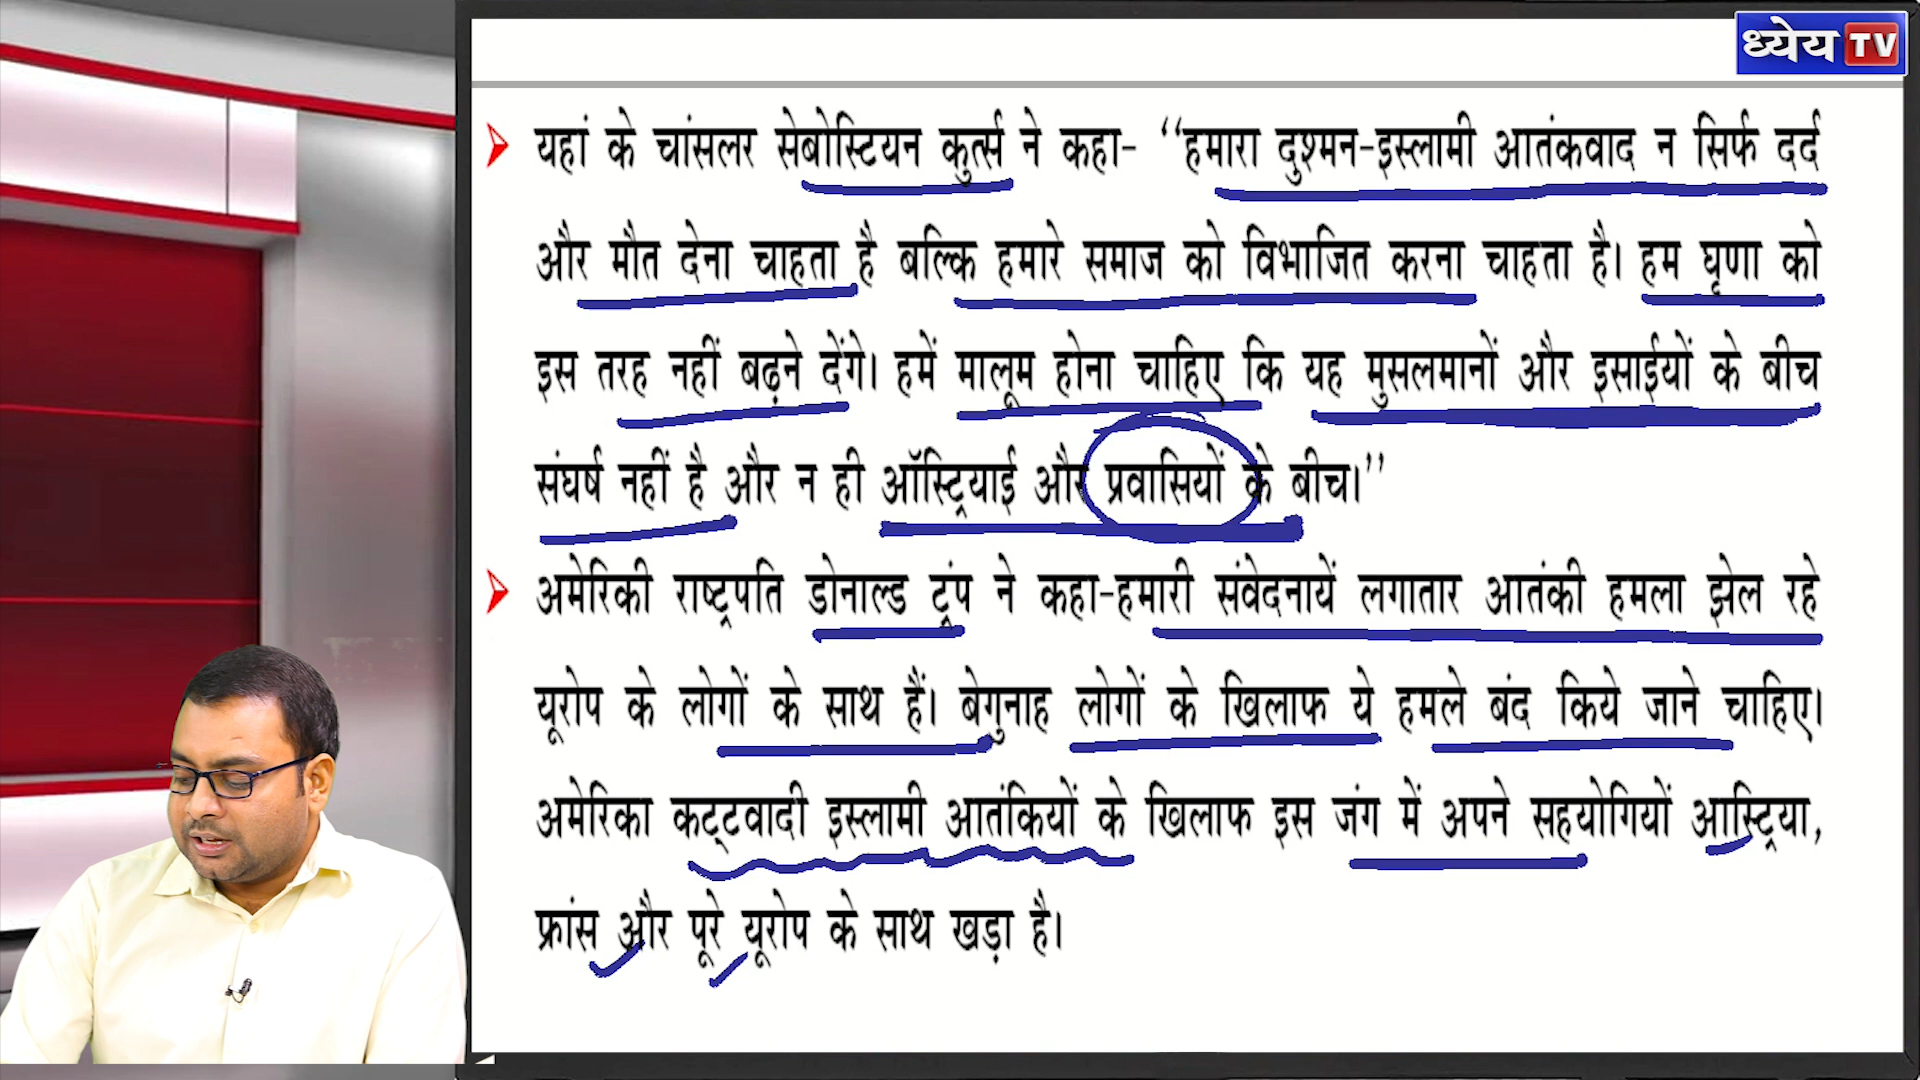 ध्येय TV
यहां के चांसलर सेबोस्टियन कुर्त्स ने कहा- ‘‘हमारा दुश्मन-इस्लामी आतंकवाद न सिर्फ दर्द
और मौत देना चाहता है बल्कि हमारे समाज को विभाजित करना चाहता है। हम घृणा को
इस तरह नहीं बढ़ने देंगे। हमें मालूम होना चाहिए कि यह मुसलमानों और इसाईयों के बीच
संघर्ष नहीं है और न ही ऑस्ट्रियाई और प्रवासियों के बीच।’’
अमेरिकी राष्ट्रपति डोनाल्ड ट्रंप ने कहा-हमारी संवेदनायें लगातार आतंकी हमला झेल रहे
यूरोप के लोगों के साथ हैं। बेगुनाह लोगों के खिलाफ ये हमले बंद किये जाने चाहिए।
अमेरिका कट्टवादी इस्लामी आतंकियों के खिलाफ इस जंग में अपने सहयोगियों आस्ट्रिया,
फ्रांस और पूरे यूरोप के साथ खड़ा है।